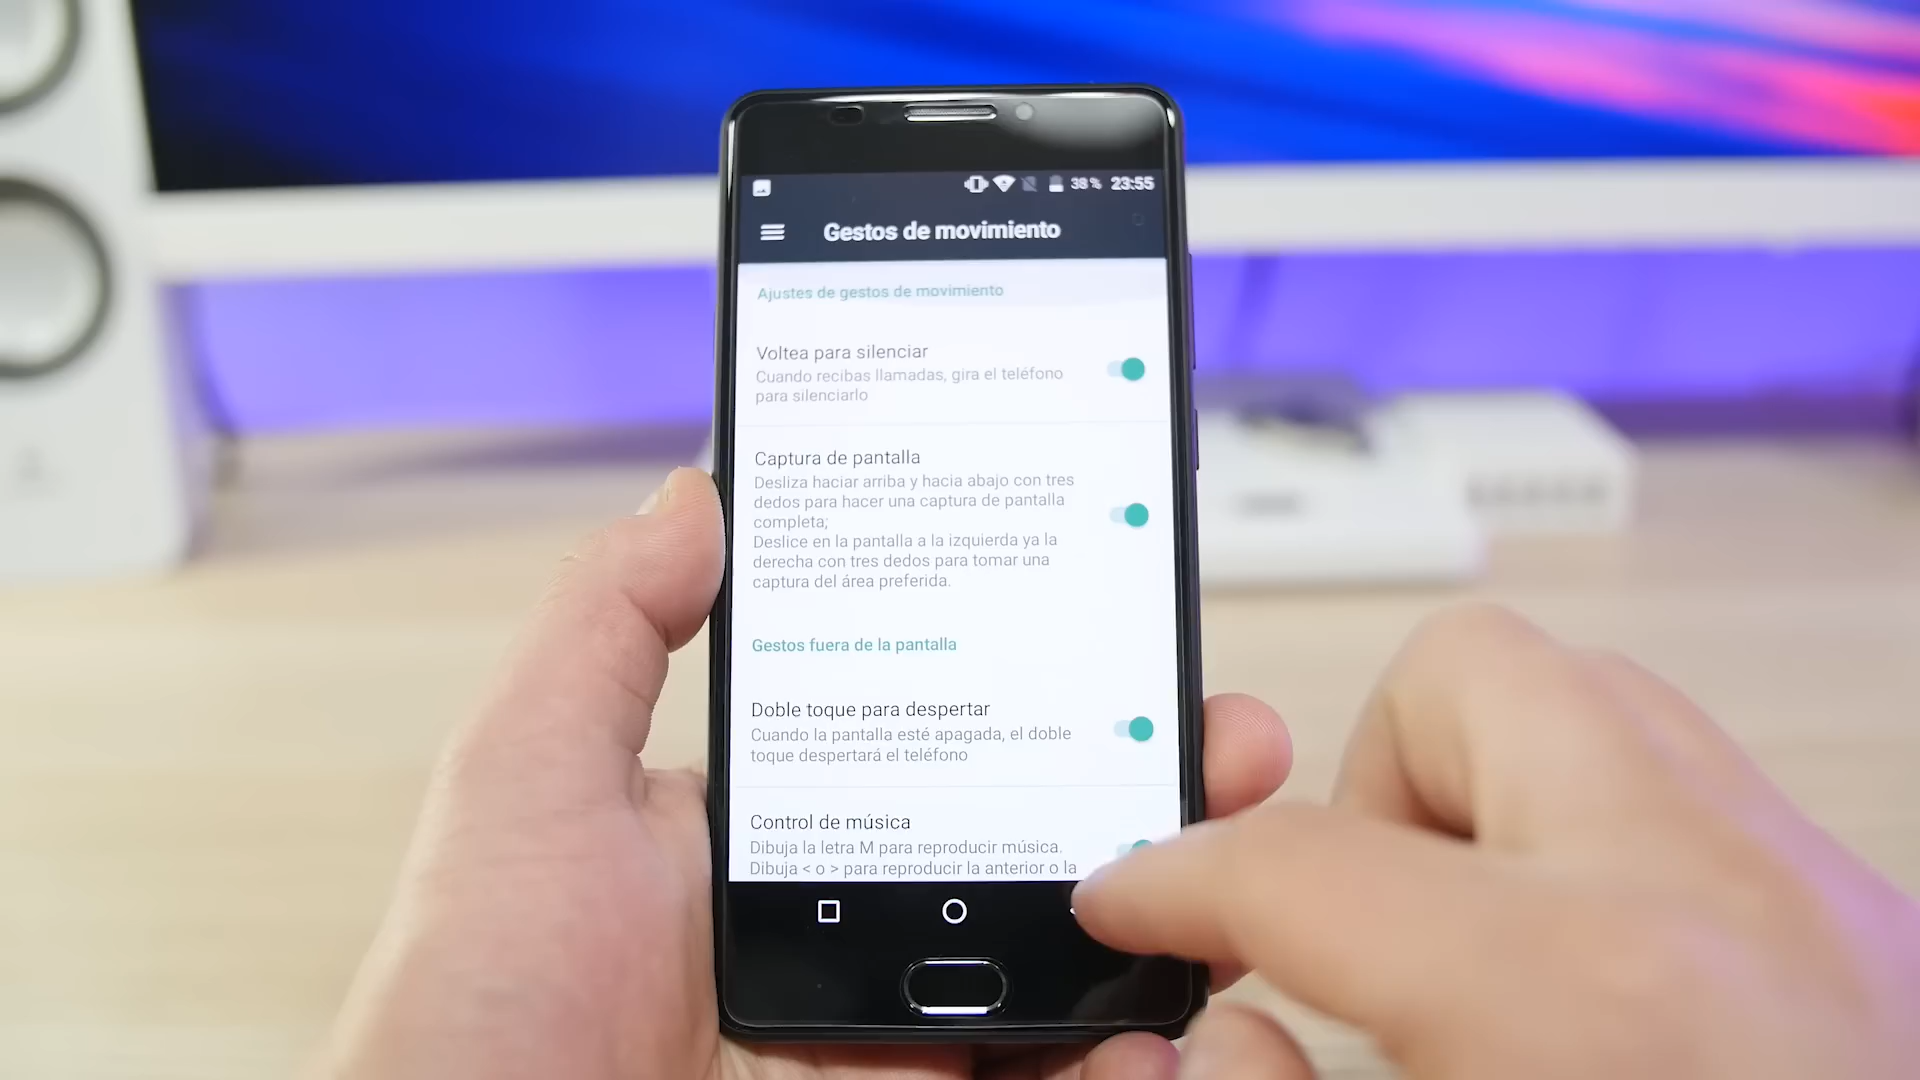 38% 23:55
Gestos de movimiento
Ajustes de gestos de movimiento
Voltea para silenciar
Cuando recibas llamadas, gira el teléfono
para silenciarlo
Captura de pantalla
Desliza haciar arriba y hacia abajo con tres
dedos para hacer una captura de pantalla
completa;
Deslice en la pantalla a la izquierda ya la
derecha con tres dedos para tomar una
captura del área preferida.
Gestos fuera de la pantalla
Doble toque para despertar
Cuando la pantalla esté apagada, el doble
toque despertará el teléfono
Control de música
Dibuja la letra M para reproducir música.
Dibuja < o > para reproducir la anterior o la